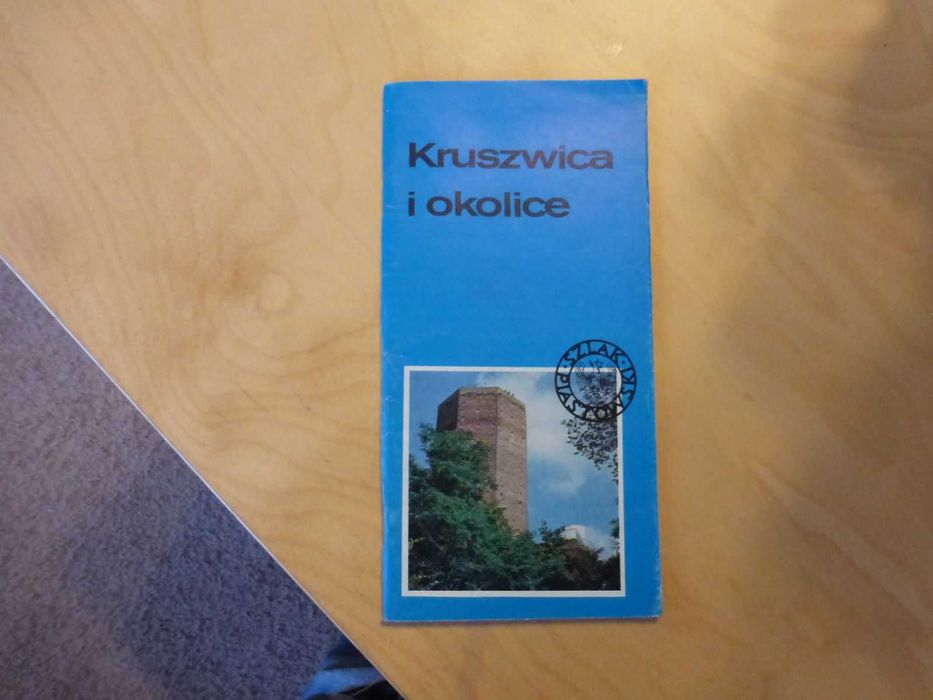 Kruszwica
i okolice
SZLAK · PIASTOWSKI ·